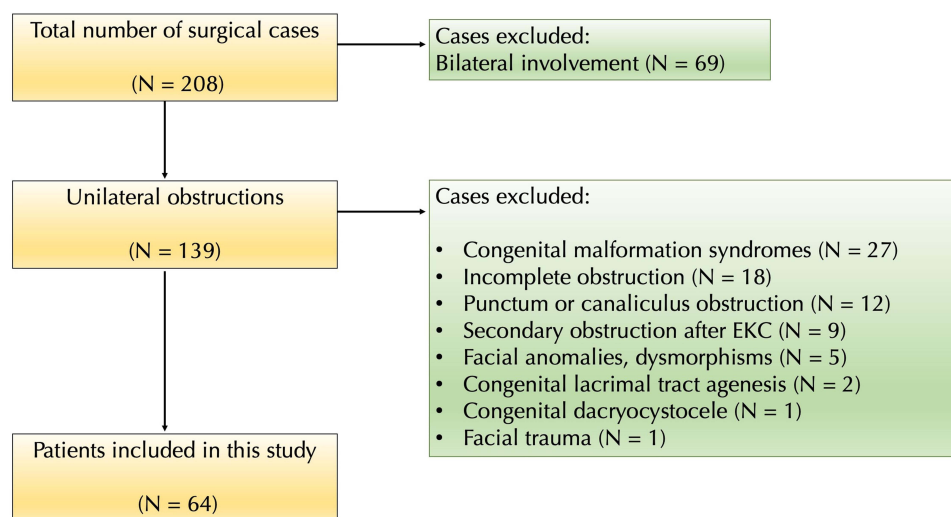 Total number of surgical cases
(N = 208)
Cases excluded:
Bilateral involvement (N = 69)
Unilateral obstructions
(N = 139)
Cases excluded:
• Congenital malformation syndromes (N = 27)
• Incomplete obstruction (N = 18)
• Punctum or canaliculus obstruction (N = 12)
• Secondary obstruction after EKC (N = 9)
• Facial anomalies, dysmorphisms (N = 5)
• Congenital lacrimal tract agenesis (N = 2)
• Congenital dacryocystocele (N = 1)
• Facial trauma (N = 1)
Patients included in this study
(N = 64)